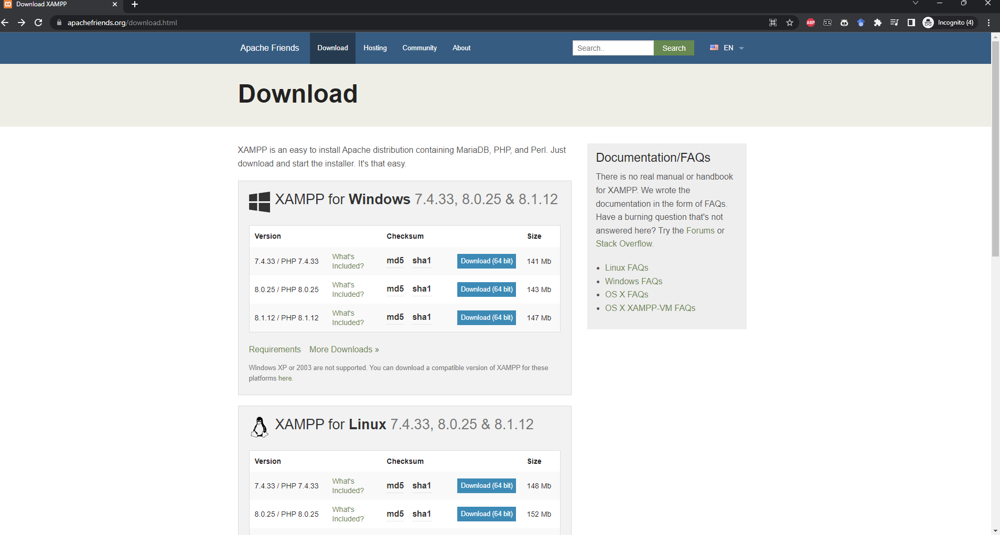 Download XAMPP
apachefriends.org/download.html
ABP
æ
Incognito (4)
Apache Friends Download Hosting Community About Search.. Search EN
Download
XAMPP is an easy to install Apache distribution containing MariaDB, PHP, and Perl. Just
download and start the installer. It's that easy.
XAMPP for Windows 7.4.33, 8.0.25 & 8.1.12
Version Checksum Size
7.4.33 / PHP 7.4.33 What's Included? md5 sha1 Download (64 bit) 141 Mb
8.0.25 / PHP 8.0.25 What's Included? md5 sha1 Download (64 bit) 143 Mb
8.1.12 / PHP 8.1.12 What's Included? md5 sha1 Download (64 bit) 147 Mb
Requirements More Downloads »
Windows XP or 2003 are not supported. You can download a compatible version of XAMPP for these
platforms here.
XAMPP for Linux 7.4.33, 8.0.25 & 8.1.12
Version Checksum Size
7.4.33 / PHP 7.4.33 What's Included? md5 sha1 Download (64 bit) 148 Mb
8.0.25 / PHP 8.0.25 What's Included? md5 sha1 Download (64 bit) 152 Mb
Documentation/FAQs
There is no real manual or handbook
for XAMPP. We wrote the
documentation in the form of FAQs.
Have a burning question that's not
answered here? Try the Forums or
Stack Overflow.
Linux FAQs
Windows FAQs
OS X FAQs
OS X XAMPP-VM FAQs